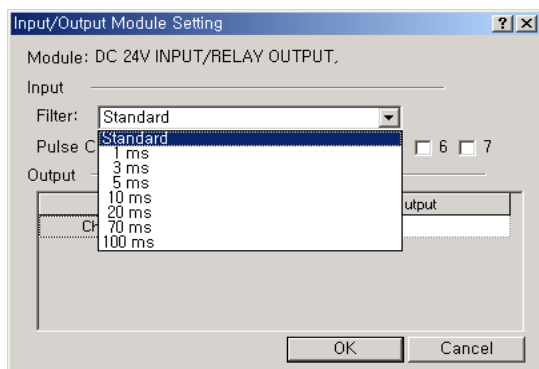 Input/Output Module Setting
Module: DC 24V INPUT/RELAY OUTPUT,
Input
Filter: Standard
Standard
1 ms
3 ms
5 ms
10 ms
20 ms
70 ms
100 ms
Pulse C 6 7
Output
utput
Ch
OK Cancel